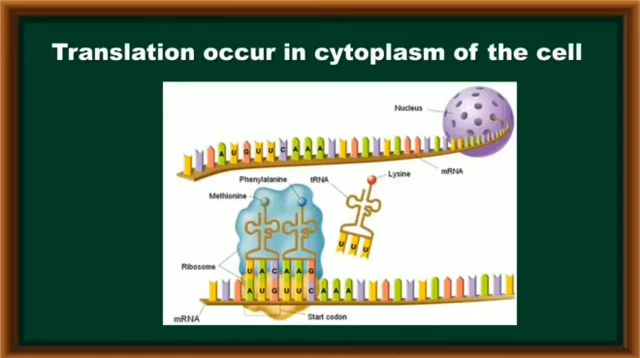 Translation occur in cytoplasm of the cell
Nucleus
A U G U U C A A A
mRNA
Phenylalanine tRNA Lysine
Methionine
U U U
Ribosome
U A C A A G
A U G U U C A A A
mRNA
Start codon